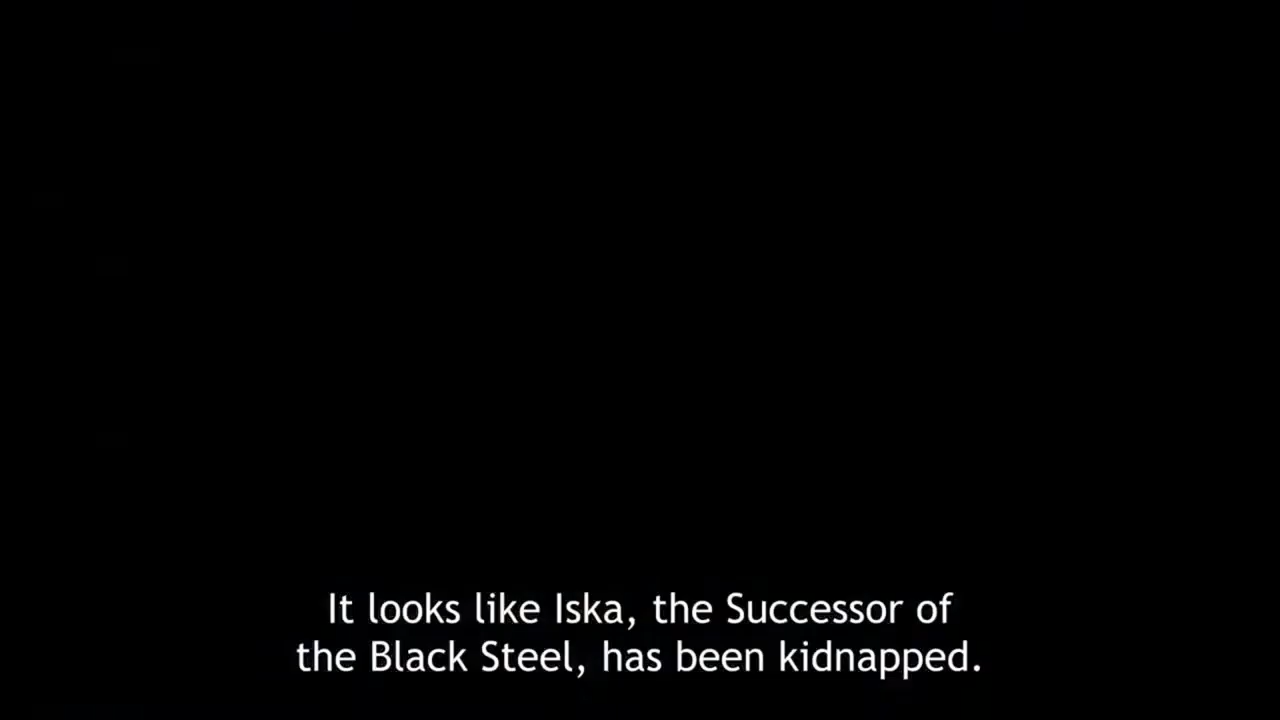 It looks like Iska, the Successor of
the Black Steel, has been kidnapped.